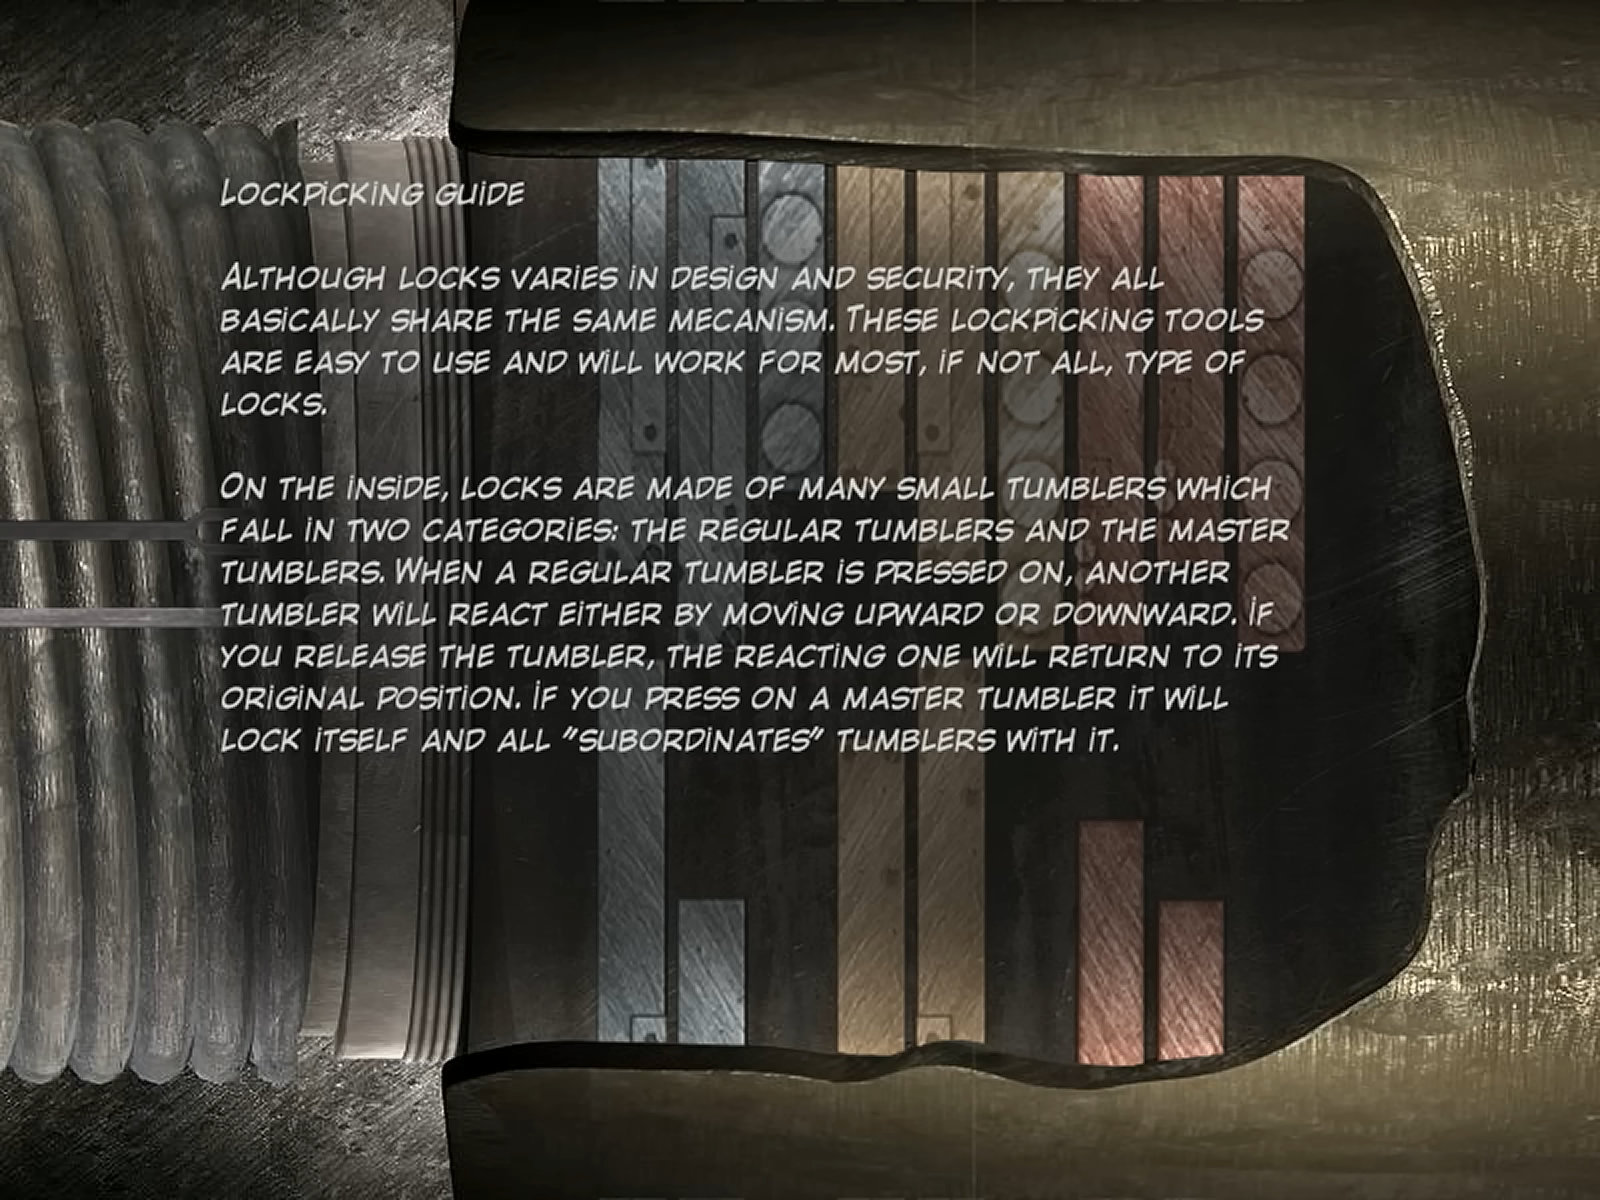 Lockpicking guide
Although locks varies in design and security, they all
basically share the same mecanism. These lockpicking tools
are easy to use and will work for most, if not all, type of
locks.
On the inside, locks are made of many small tumblers which
fall in two categories: the regular tumblers and the master
tumblers. When a regular tumbler is pressed on, another
tumbler will react either by moving upward or downward. If
you release the tumbler, the reacting one will return to its
original position. If you press on a master tumbler it will
lock itself and all "subordinates" tumblers with it.